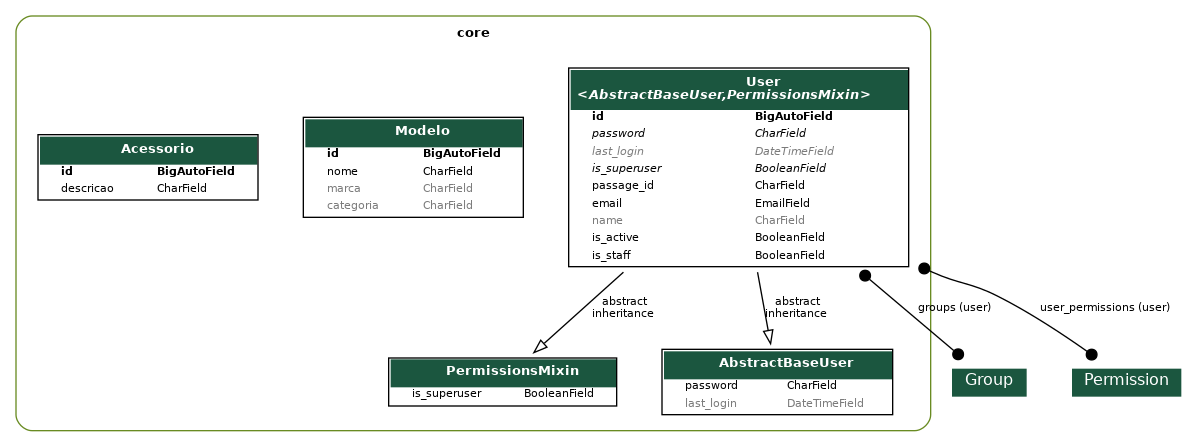 core
Acessorio
id BigAutoField
descricao CharField
Modelo
id BigAutoField
nome CharField
marca CharField
categoria CharField
User
<AbstractBaseUser,PermissionsMixin>
id BigAutoField
password CharField
last_login DateTimeField
is_superuser BooleanField
passage_id CharField
email EmailField
name CharField
is_active BooleanField
is_staff BooleanField
abstract
inheritance
abstract
inheritance
groups (user)
user_permissions (user)
PermissionsMixin
is_superuser BooleanField
AbstractBaseUser
password CharField
last_login DateTimeField
Group
Permission